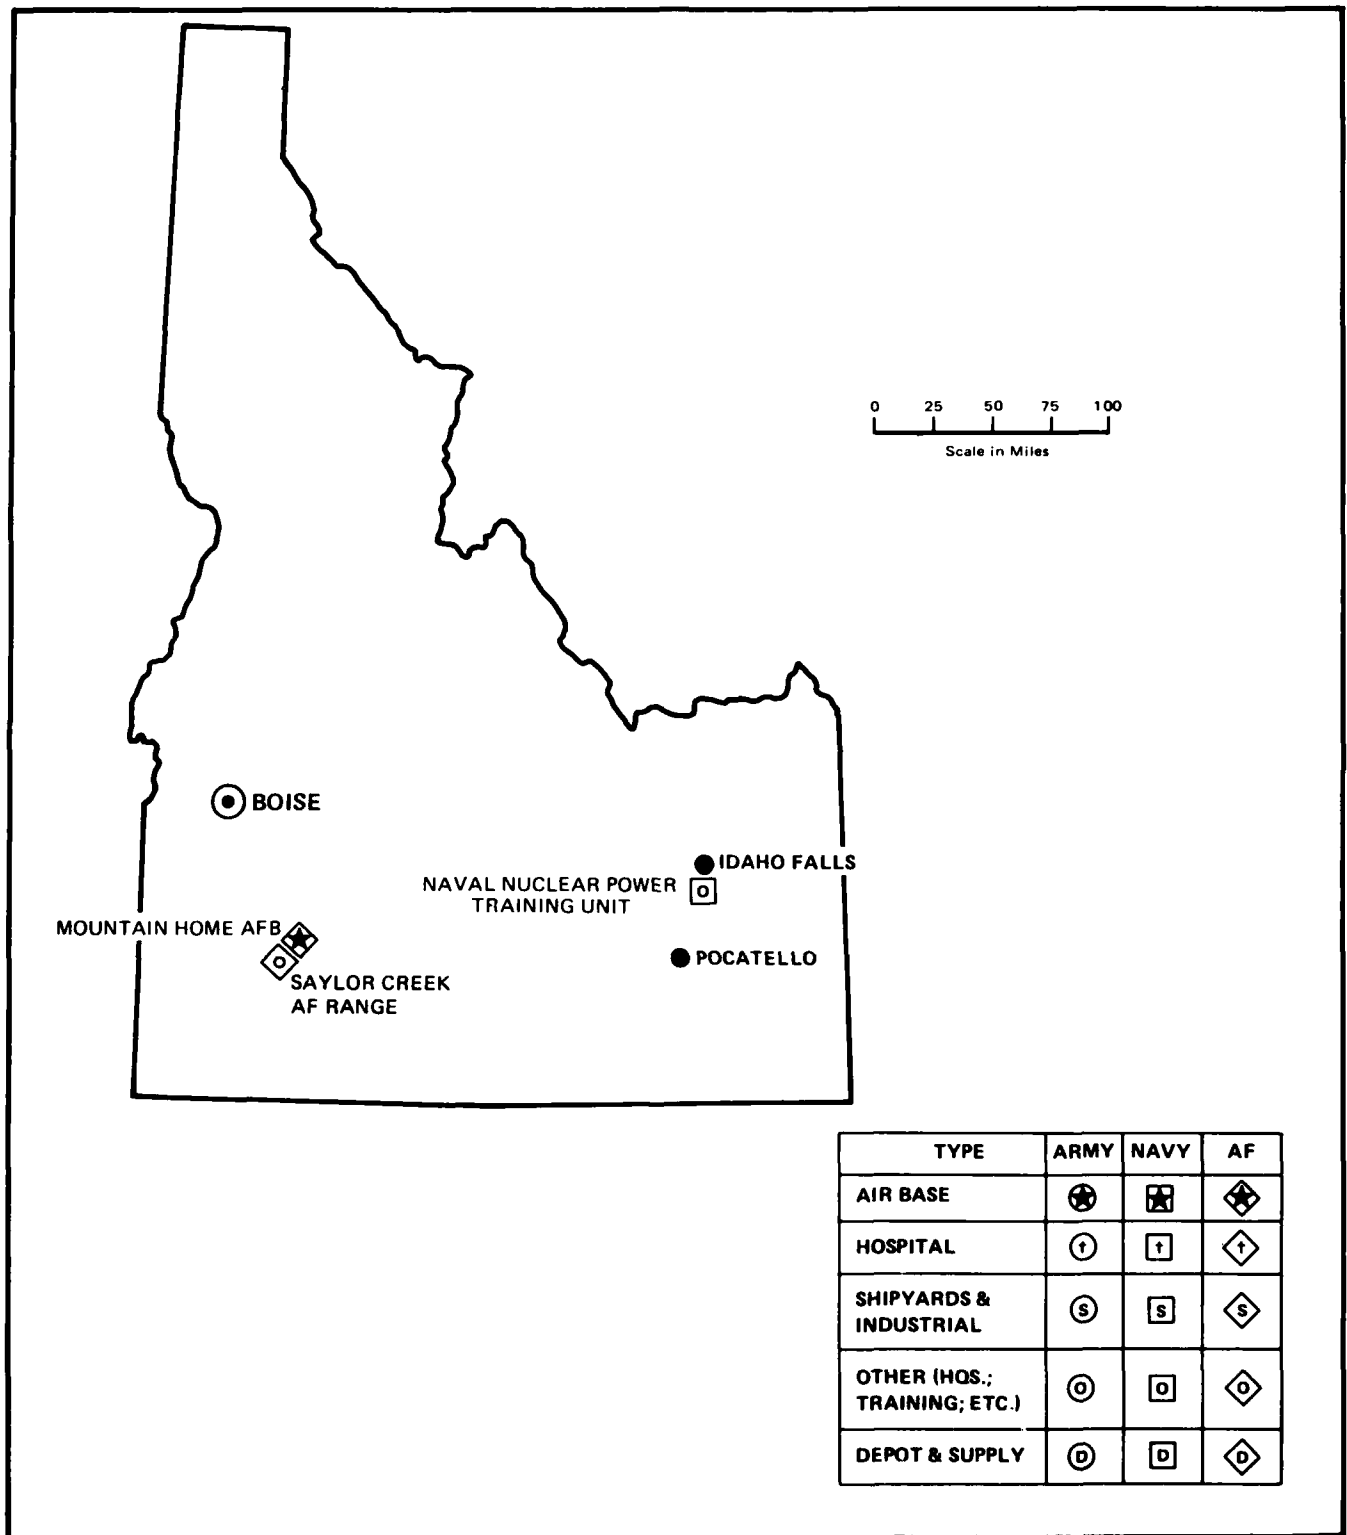 0 25 50 75 100
Scale in Miles
BOISE
IDAHO FALLS
NAVAL NUCLEAR POWER
TRAINING UNIT
MOUNTAIN HOME AFB
POCATELLO
SAYLOR CREEK
AF RANGE
TYPE ARMY NAVY AF
AIR BASE
HOSPITAL t t t
SHIPYARDS &
INDUSTRIAL S S S
OTHER (HQS.;
TRAINING; ETC.) O O O
DEPOT & SUPPLY D D D